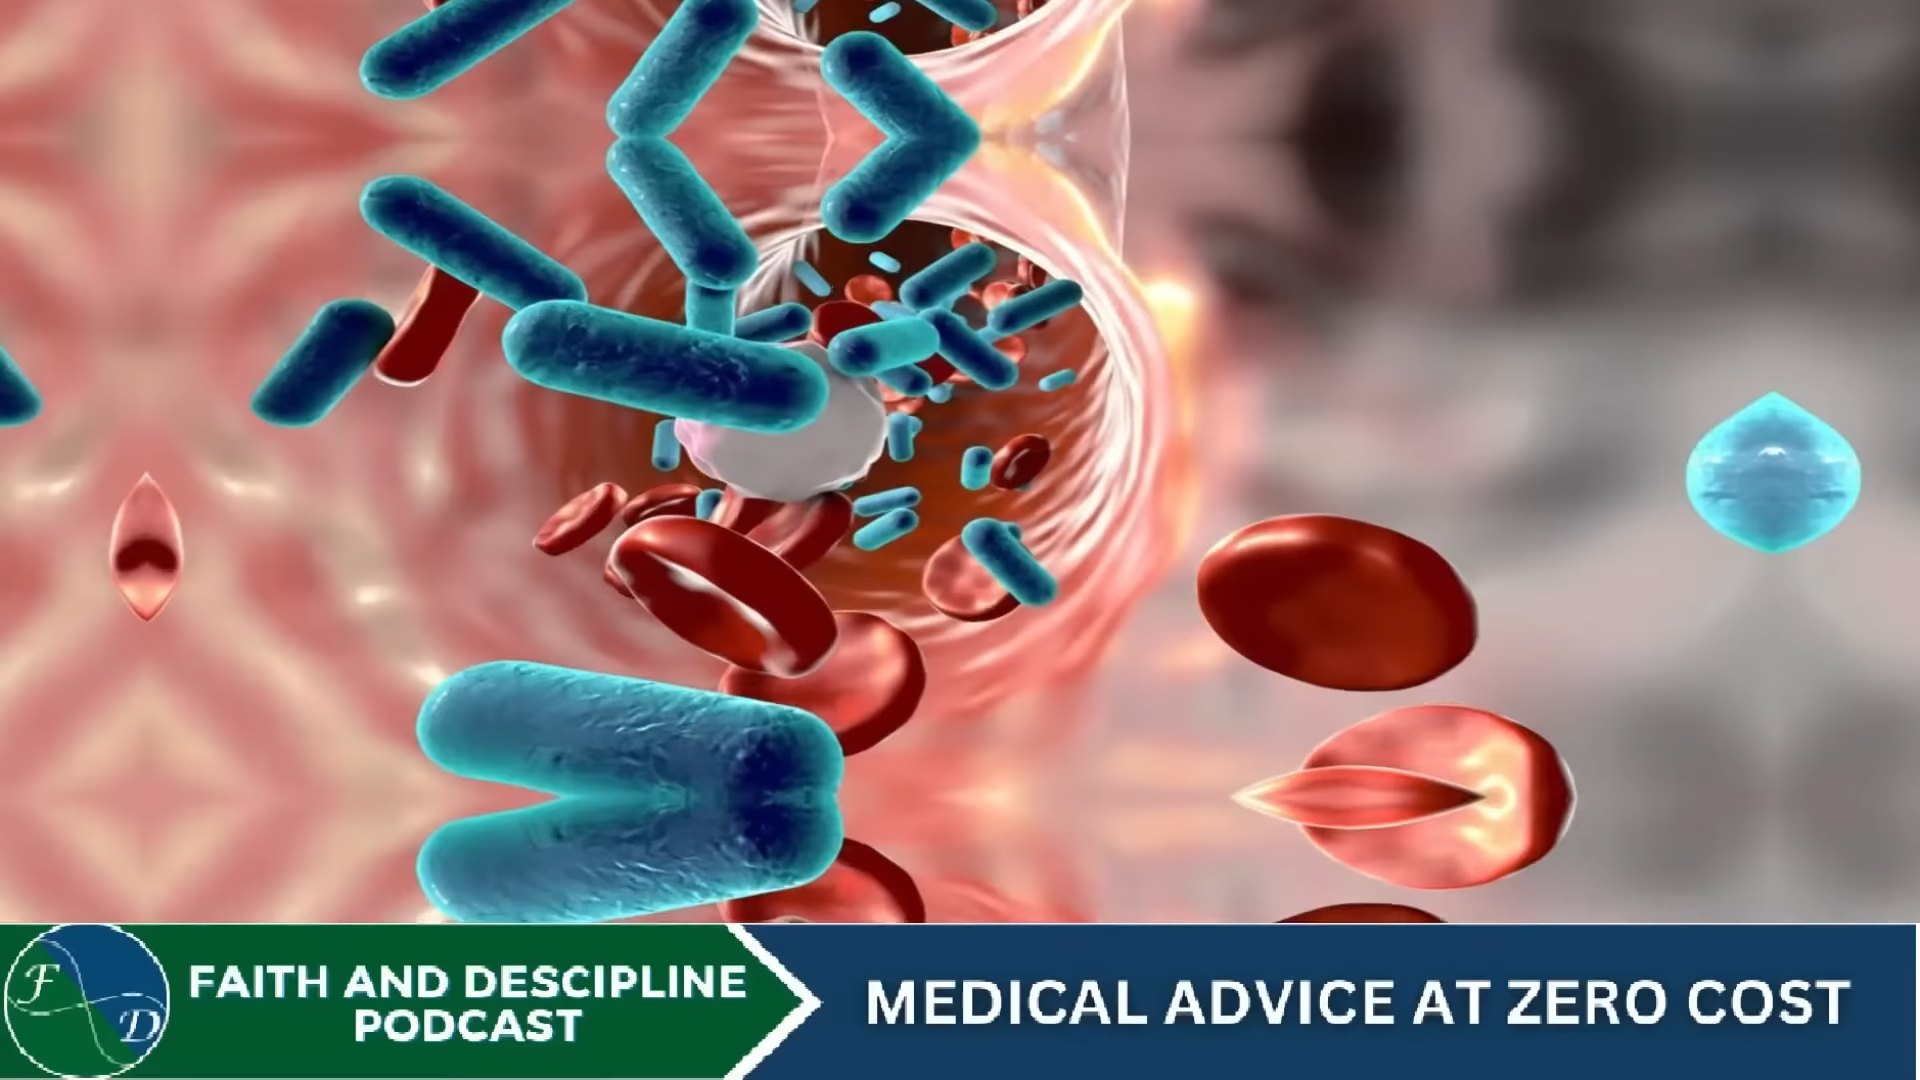 F
D
FAITH AND DESCIPLINE
PODCAST
MEDICAL ADVICE AT ZERO COST